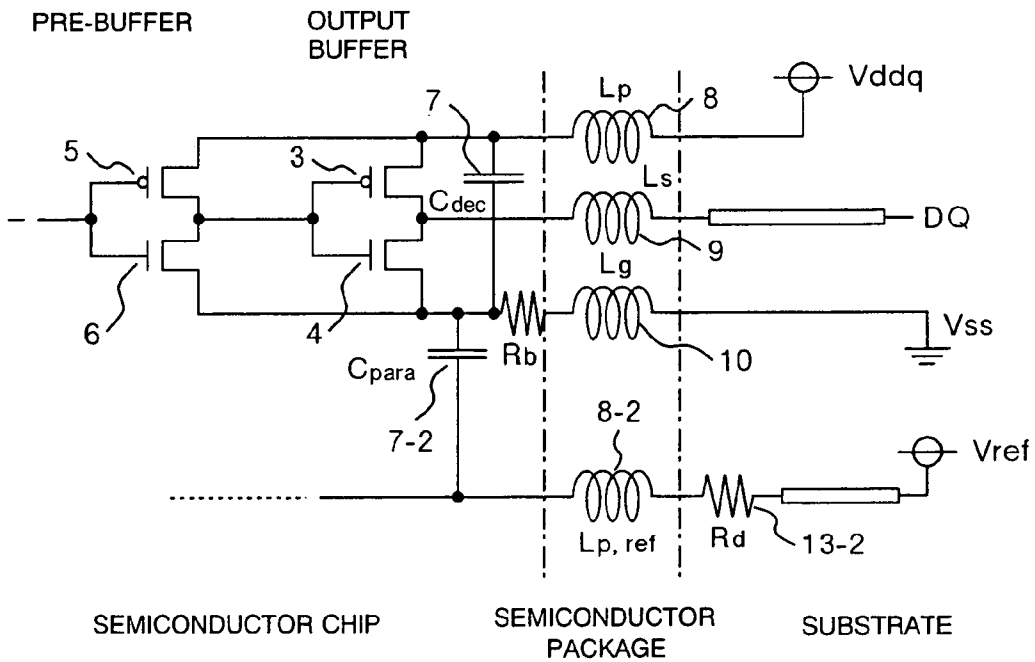 PRE-BUFFER
OUTPUT
BUFFER
7
Lp
8
Vddq
5
3
Cdec
Ls
DQ
9
Lg
6
4
Rb
10
Vss
Cpara
7-2
8-2
Vref
Lp, ref
Rd
13-2
SEMICONDUCTOR CHIP
SEMICONDUCTOR
PACKAGE
SUBSTRATE